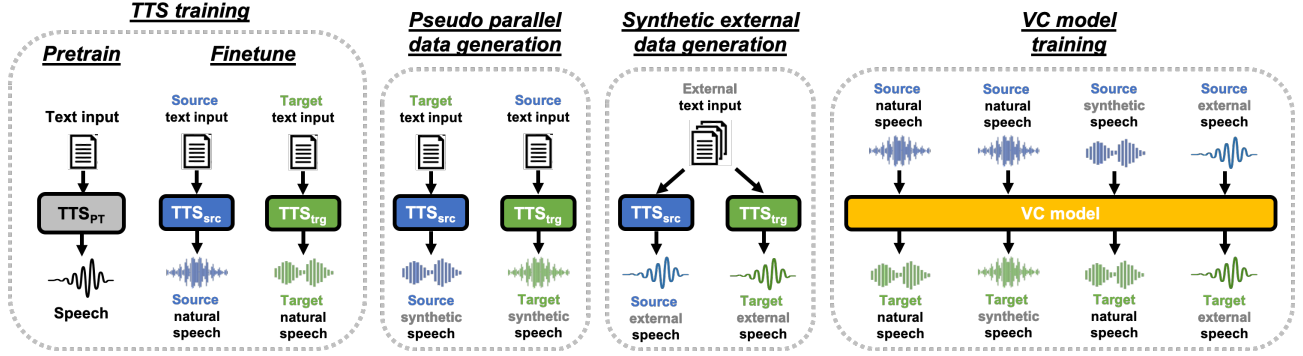 TTS training
Pretrain
Finetune
Text input
TTSPT
Speech
Source
text input
TTSsrc
Source
natural
speech
Target
text input
TTStrg
Target
natural
speech
Pseudo parallel
data generation
Target
text input
TTSsrc
Source
synthetic
speech
Source
text input
TTStrg
Target
synthetic
speech
Synthetic external
data generation
External
text input
TTSsrc
Source
external
speech
TTStrg
Target
external
speech
VC model
training
Source
natural
speech
Source
natural
speech
Source
synthetic
speech
Source
external
speech
VC model
Target
natural
speech
Target
synthetic
speech
Target
natural
speech
Target
external
speech